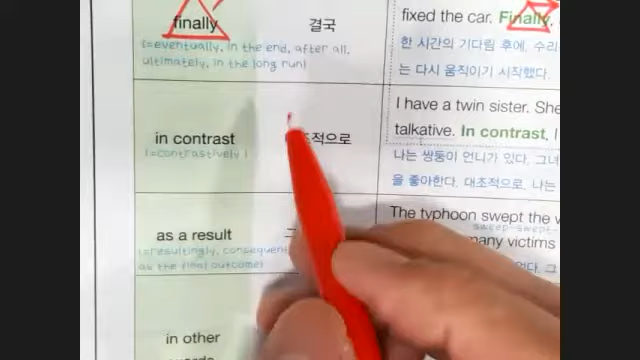 finally
(=eventually, in the end, after all,
ultimately, in the long run)
결국
fixed the car. Finally,
한 시간의 기다림 후에, 수리
는 다시 움직이기 시작했다.
in contrast
(=contrastively)
조적으로
I have a twin sister. She
talkative. In contrast, I
나는 쌍둥이 언니가 있다. 그녀
을 좋아한다. 대조적으로, 나는
as a result
(=resultingly, consequent
as the final outcome)
The typhoon swept the
sweep-swept-
many victims
in other